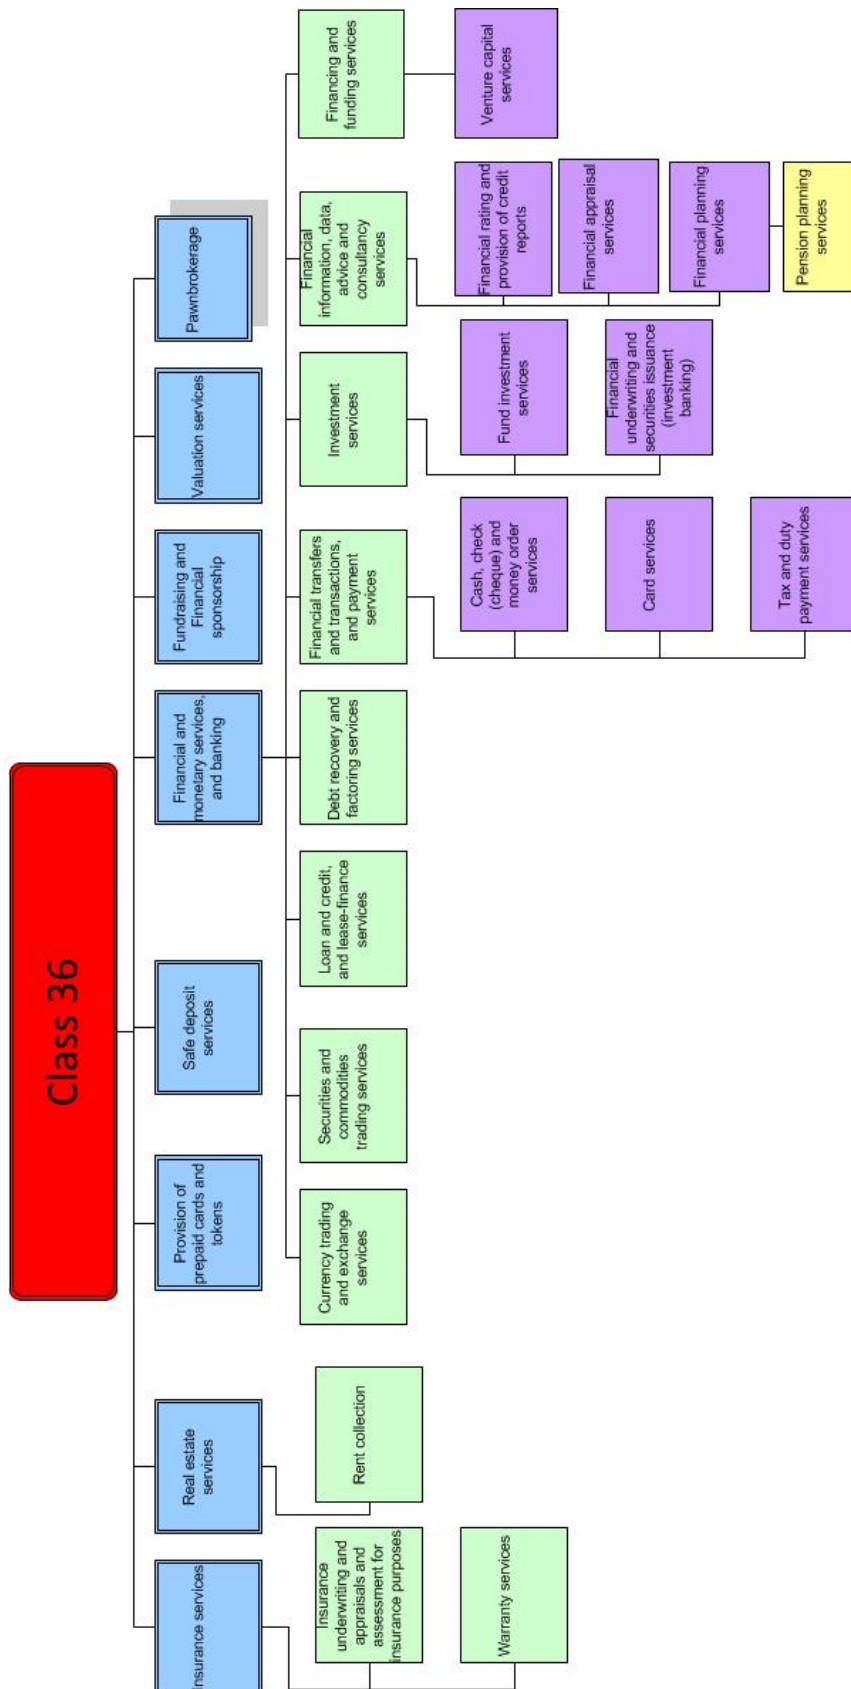 Class 36
Insurance services
Real estate
services
Provision of
prepaid cards and
tokens
Safe deposit
services
Financial and
monetary services,
and banking
Fundraising and
Financial
sponsorship
Valuation services
Pawnbrokerage
Insurance
underwriting and
appraisals and
assessment for
insurance purposes
Warranty services
Rent collection
Currency trading
and exchange
services
Securities and
commodities
trading services
Loan and credit,
and lease-finance
services
Debt recovery and
factoring services
Financial transfers
and transactions,
and payment
services
Investment
services
Financial
information, data,
advice and
consultancy
services
Financing and
funding services
Cash, check
(cheque) and
money order
services
Card services
Tax and duty
payment services
Fund investment
services
Financial
underwriting and
securities issuance
(investment
banking)
Financial rating and
provision of credit
reports
Financial appraisal
services
Financial planning
services
Pension planning
services
Venture capital
services